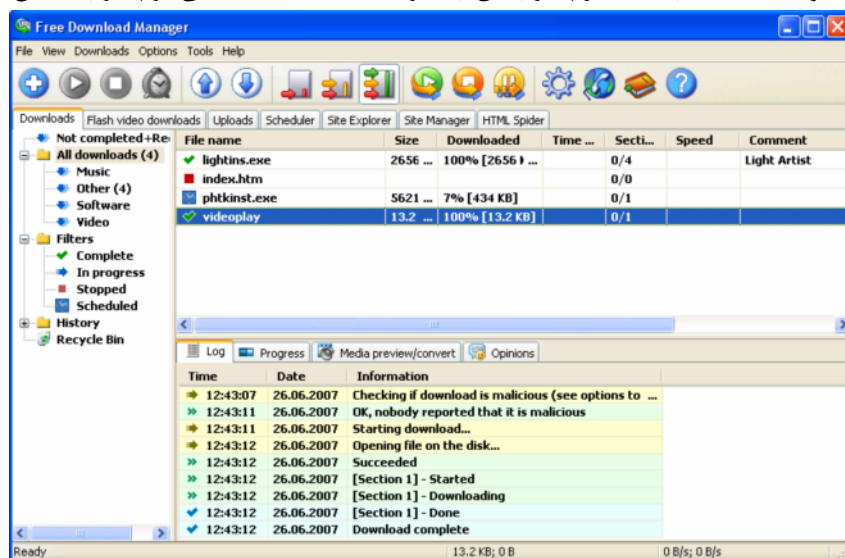 Free Download Manager
File View Downloads Options Tools Help
Downloads Flash video downloads Uploads Scheduler Site Explorer Site Manager HTML Spider
Not completed+Re
All downloads (4)
Music
Other (4)
Software
Video
Filters
Complete
In progress
Stopped
Scheduled
History
Recycle Bin
File name Size Downloaded Time ... Secti... Speed Comment
lightins.exe 2656 ... 100% [2656 ... 0/4 Light Artist
index.htm 0/0
phtkinst.exe 5621 ... 7% [434 KB] 0/1
videoplay 13.2 ... 100% [13.2 KB] 0/1
Log Progress Media preview/convert Opinions
Time Date Information
12:43:07 26.06.2007 Checking if download is malicious (see options to ...
12:43:11 26.06.2007 OK, nobody reported that it is malicious
12:43:11 26.06.2007 Starting download...
12:43:12 26.06.2007 Opening file on the disk...
12:43:12 26.06.2007 Succeeded
12:43:12 26.06.2007 [Section 1] - Started
12:43:12 26.06.2007 [Section 1] - Downloading
12:43:12 26.06.2007 [Section 1] - Done
12:43:12 26.06.2007 Download complete
Ready 13.2 KB; 0 B 0 B/s; 0 B/s